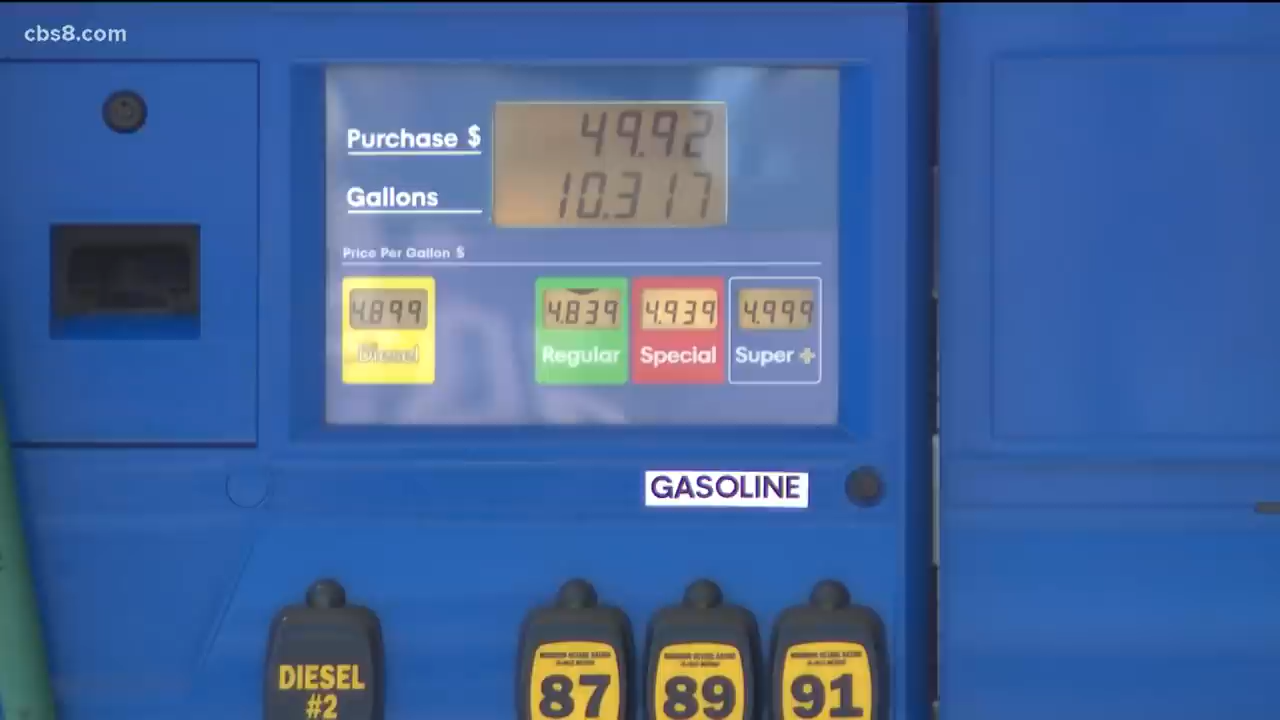 cbs8.com
Purchase $
49.92
Gallons
10.317
Price Per Gallon $
4.899
4.839
4.939
4.999
Diesel
Regular
Special
Super +
GASOLINE
DIESEL
#2
87
89
91